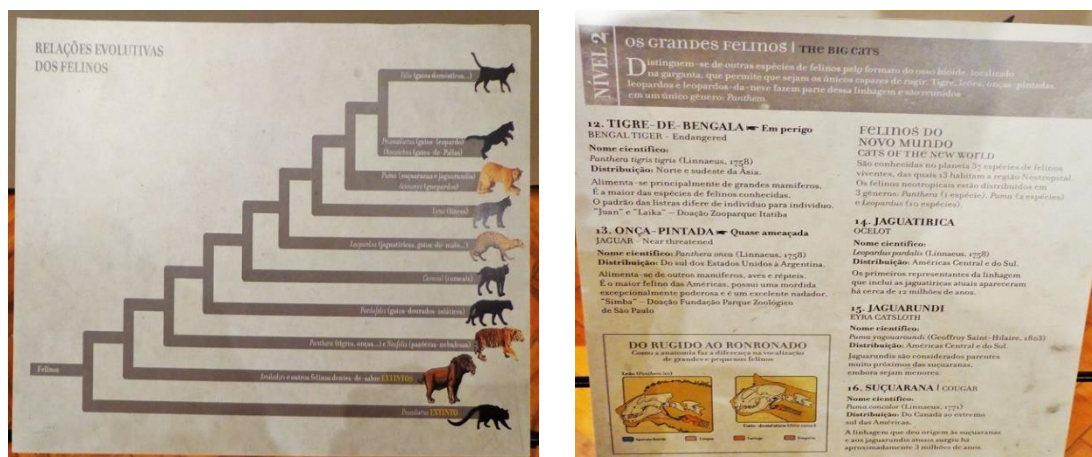 RELAÇÕES EVOLUTIVAS
DOS FELINOS
Felis (gatos domésticos...)
Prionailurus (gatos-leopardo)
Otocolobus (gatos-de-Pallas)
Puma (suçuaranas e jaguarundis)
Acinonyx (guepardos)
Lynx (linces)
Leopardus (jaguatiricas, gatos-do-mato...)
Caracal (caracais)
Pardofelis (gatos-dourados asiáticos)
Panthera (tigres, onças...) e Neofelis (panteras-nebulosas)
Felinos
Smilodon e outros felinos dentes-de-sabre EXTINTOS
EXTINTO
NÍVEL 2
OS GRANDES FELINOS | THE BIG CATS
Distinguem-se de outras espécies de felinos pelo formato do osso hioide, localizado
na garganta, que permite que sejam os únicos capazes de rugir. Tigre, leões, onças-pintadas,
leopardos e leopardos-da-neve fazem parte dessa linhagem e são reunidos
em um único gênero: Panthera.
12. TIGRE-DE-BENGALA Em perigo
BENGAL TIGER - Endangered
Nome científico:
Panthera tigris tigris (Linnaeus, 1758)
Distribuição: Norte e sudeste da Ásia.
Alimenta-se principalmente de grandes mamíferos.
É a maior das espécies de felinos conhecidas.
O padrão das listras difere de indivíduo para indivíduo.
"Juan" e "Laika" – Doação Zooparque Itatiba
13. ONÇA-PINTADA Quase ameaçada
JAGUAR - Near threatened
Nome científico: Panthera onca (Linnaeus, 1758)
Distribuição: Do sul dos Estados Unidos à Argentina.
Alimenta-se de outros mamíferos, aves e répteis.
É o maior felino das Américas, possui uma mordida
excepcionalmente poderosa e é um excelente nadador.
"Simba" – Doação Fundação Parque Zoológico
de São Paulo
DO RUGIDO AO RONRONADO
Como a anatomia faz a diferença na vocalização
de grandes e pequenos felinos
Leão (Panthera leo)
Gato-doméstico (Felis catus)
Língua
Laringe
FELINOS DO
NOVO MUNDO
CATS OF THE NEW WORLD
São conhecidas no planeta 37 espécies de felinos
viventes, das quais 13 habitam a região Neotropical.
Os felinos neotropicais estão distribuídos em
3 gêneros: Panthera (1 espécie), Puma (2 espécies)
e Leopardus (10 espécies).
14. JAGUATIRICA
OCELOT
Nome científico:
Leopardus pardalis (Linnaeus, 1758)
Distribuição: Américas Central e do Sul.
Os primeiros representantes da linhagem
que inclui as jaguatiricas atuais apareceram
há cerca de 12 milhões de anos.
15. JAGUARUNDI
EYRA CATSLOTH
Nome científico:
Puma yagouaroundi (Geoffroy Saint-Hilaire, 1803)
Distribuição: Américas Central e do Sul.
Jaguarundis são considerados parentes
muito próximos das suçuaranas,
embora sejam menores.
16. SUÇUARANA | COUGAR
Nome científico:
Puma concolor (Linnaeus, 1771)
Distribuição: Do Canadá ao extremo
sul das Américas.
A linhagem que deu origem às suçuaranas
e aos jaguarundis atuais surgiu há
aproximadamente 3 milhões de anos.